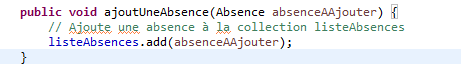 public void ajoutUneAbsence(Absence absenceAAjouter) {
// Ajoute une absence à la collection listeAbsences
listeAbsences.add(absenceAAjouter);
}